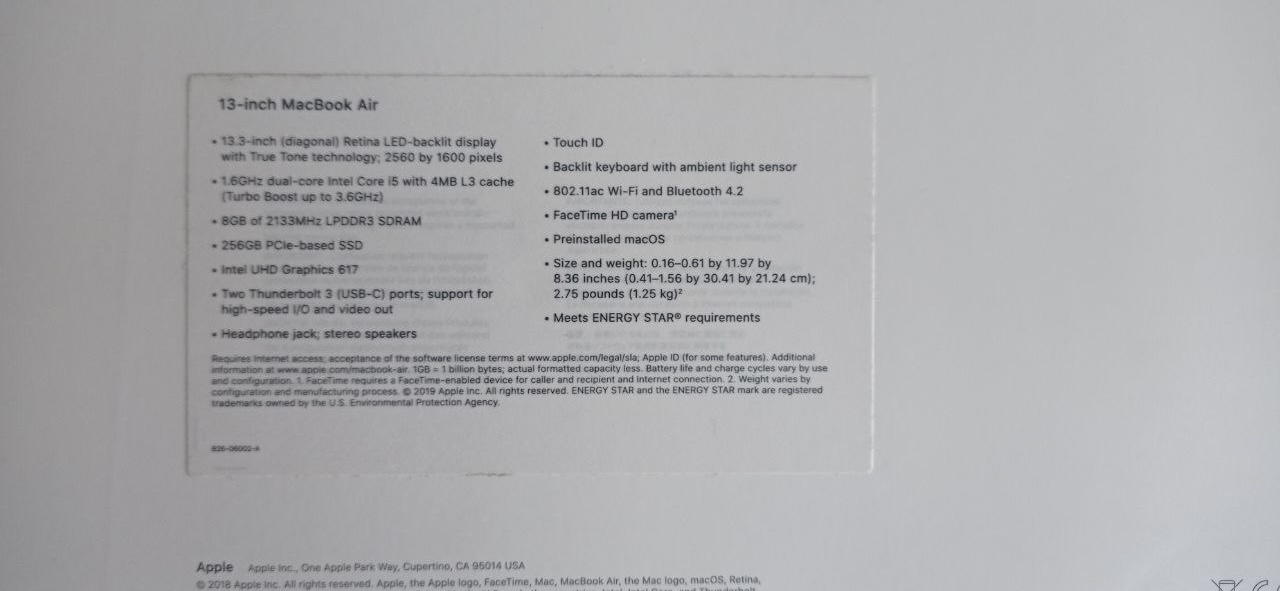 13-inch MacBook Air
• 13.3-inch (diagonal) Retina LED-backlit display
with True Tone technology; 2560 by 1600 pixels
• 1.6GHz dual-core Intel Core i5 with 4MB L3 cache
(Turbo Boost up to 3.6GHz)
• 8GB of 2133MHz LPDDR3 SDRAM
• 256GB PCIe-based SSD
• Intel UHD Graphics 617
• Two Thunderbolt 3 (USB-C) ports; support for
high-speed I/O and video out
• Headphone jack; stereo speakers
• Touch ID
• Backlit keyboard with ambient light sensor
• 802.11ac Wi-Fi and Bluetooth 4.2
• FaceTime HD camera¹
• Preinstalled macOS
• Size and weight: 0.16–0.61 by 11.97 by
8.36 inches (0.41–1.56 by 30.41 by 21.24 cm);
2.75 pounds (1.25 kg)²
• Meets ENERGY STAR® requirements
Requires Internet access; acceptance of the software license terms at www.apple.com/legal/sla; Apple ID (for some features). Additional
information at www.apple.com/macbook-air. 1GB = 1 billion bytes; actual formatted capacity less. Battery life and charge cycles vary by use
and configuration. 1. FaceTime requires a FaceTime-enabled device for caller and recipient and Internet connection. 2. Weight varies by
configuration and manufacturing process. © 2019 Apple Inc. All rights reserved. ENERGY STAR and the ENERGY STAR mark are registered
trademarks owned by the U.S. Environmental Protection Agency.
Apple Apple Inc., One Apple Park Way, Cupertino, CA 95014 USA
© 2018 Apple Inc. All rights reserved. Apple, the Apple logo, FaceTime, Mac, MacBook Air, the Mac logo, macOS, Retina,